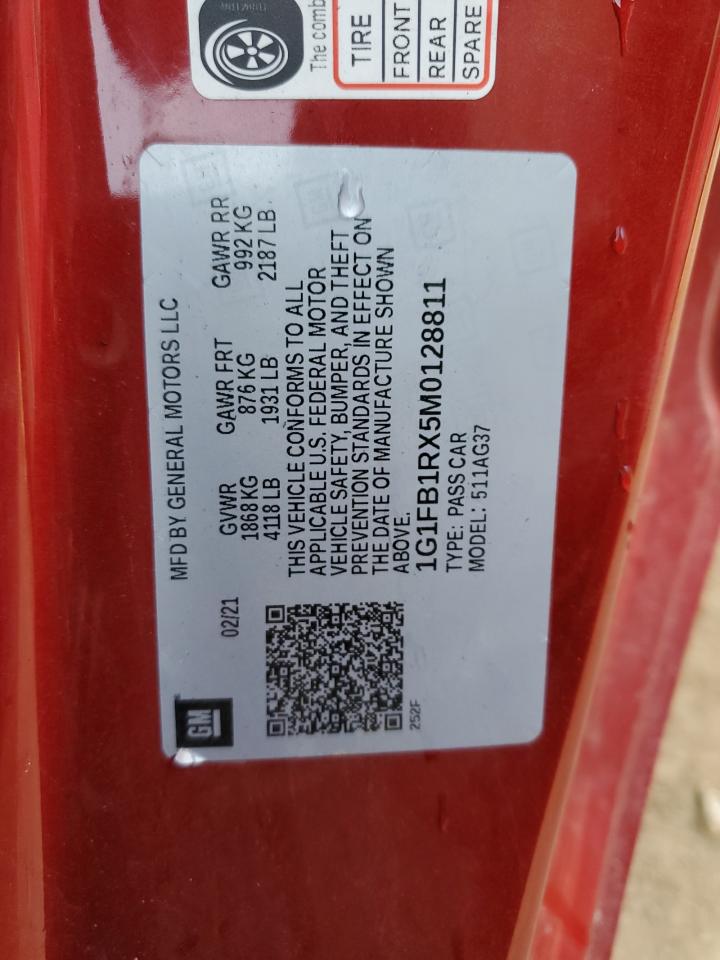 The comb
TIRE
FRONT
REAR
SPARE
GM
MFD BY GENERAL MOTORS LLC
02/21
GVWR GAWR FRT GAWR RR
1868KG 876 KG 992 KG
4118 LB 1931 LB 2187 LB
THIS VEHICLE CONFORMS TO ALL
APPLICABLE U.S. FEDERAL MOTOR
VEHICLE SAFETY, BUMPER, AND THEFT
PREVENTION STANDARDS IN EFFECT ON
THE DATE OF MANUFACTURE SHOWN
ABOVE.
1G1FB1RX5M0128811
TYPE: PASS CAR
MODEL: 511AG37
252F